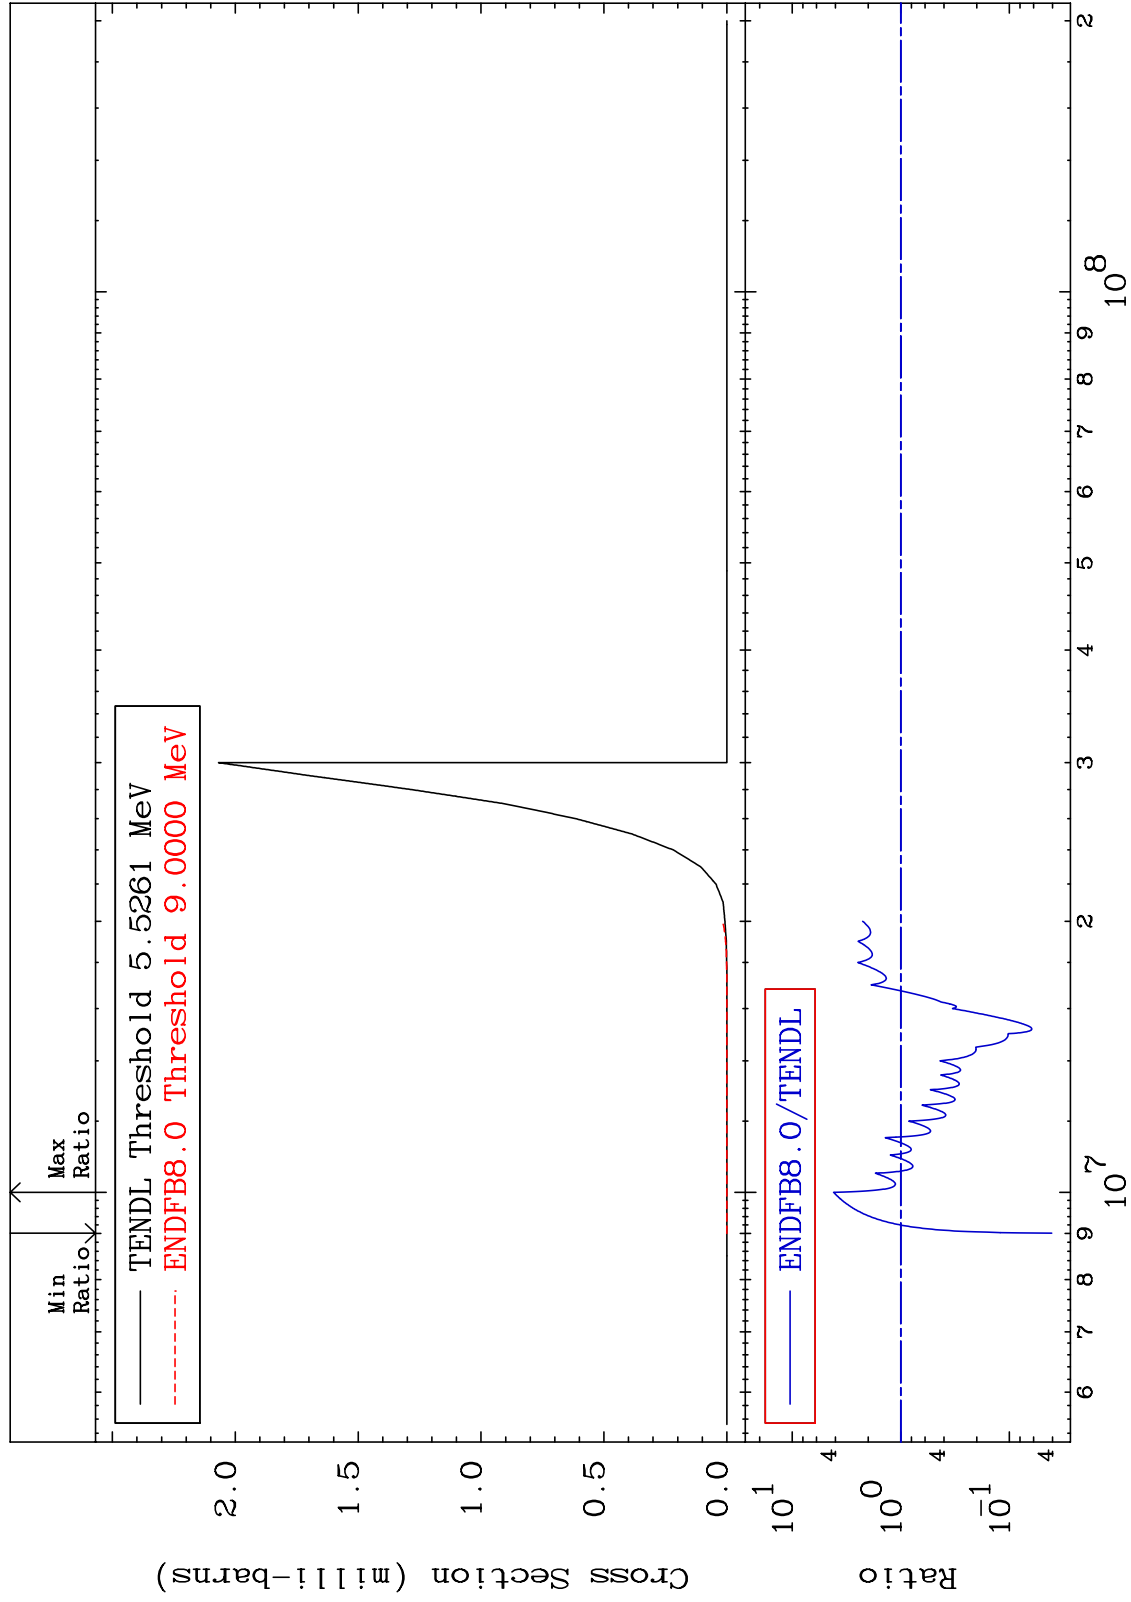 Min
Ratio
Max
Ratio
TENDL Threshold 5.5261 MeV
ENDFB8.0 Threshold 9.0000 MeV
Cross Section (milli-barns)
2.0
1.5
1.0
0.5
0.0
ENDFB8.0/TENDL
Ratio
10^1
4
10^0
4
10^-1
4
6 7 8 9 10^7 2 3 4 5 6 7 8 9 10^8 2